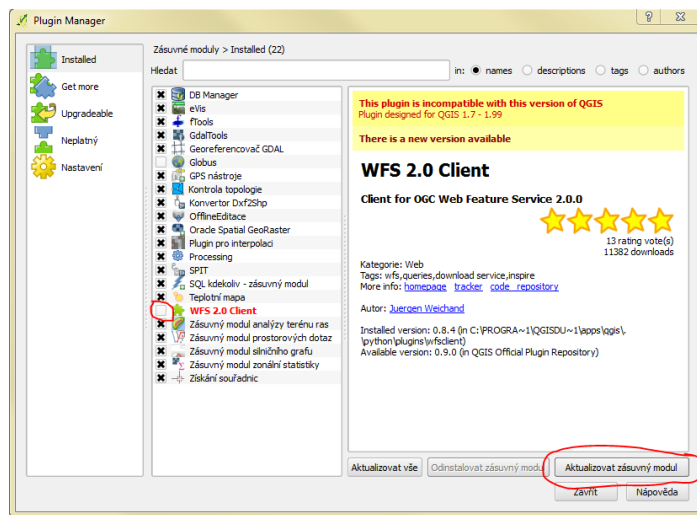 Plugin Manager
Installed
Get more
Upgradeable
Neplatný
Nastavení
Zásuvné moduly > Installed (22)
Hledat
in: names descriptions tags authors
DB Manager
eVis
fTools
GdalTools
Georeferencovač GDAL
Globus
GPS nástroje
Kontrola topologie
Konvertor Dxf2Shp
OfflineEditace
Oracle Spatial GeoRaster
Plugin pro interpolaci
Processing
SPIT
SQL kdekoliv - zásuvný modul
Teplotní mapa
WFS 2.0 Client
Zásuvný modul analýzy terénu ras
Zásuvný modul prostorových dotaz
Zásuvný modul silničního grafu
Zásuvný modul zonální statistiky
Získání souřadnic
This plugin is incompatible with this version of QGIS
Plugin designed for QGIS 1.7 - 1.99
There is a new version available
WFS 2.0 Client
Client for OGC Web Feature Service 2.0.0
13 rating vote(s)
11382 downloads
Kategorie: Web
Tags: wfs,queries,download service,inspire
More info: homepage tracker code_repository
Autor: Juergen Weichand
Installed version: 0.8.4 (in C:\PROGRA~1\QGISDU~1\apps\qgis\.
\python\plugins\wfsclient)
Available version: 0.9.0 (in QGIS Official Plugin Repository)
Aktualizovat vše
Odinstalovat zásuvný modul
Aktualizovat zásuvný modul
Zavřít
Nápověda